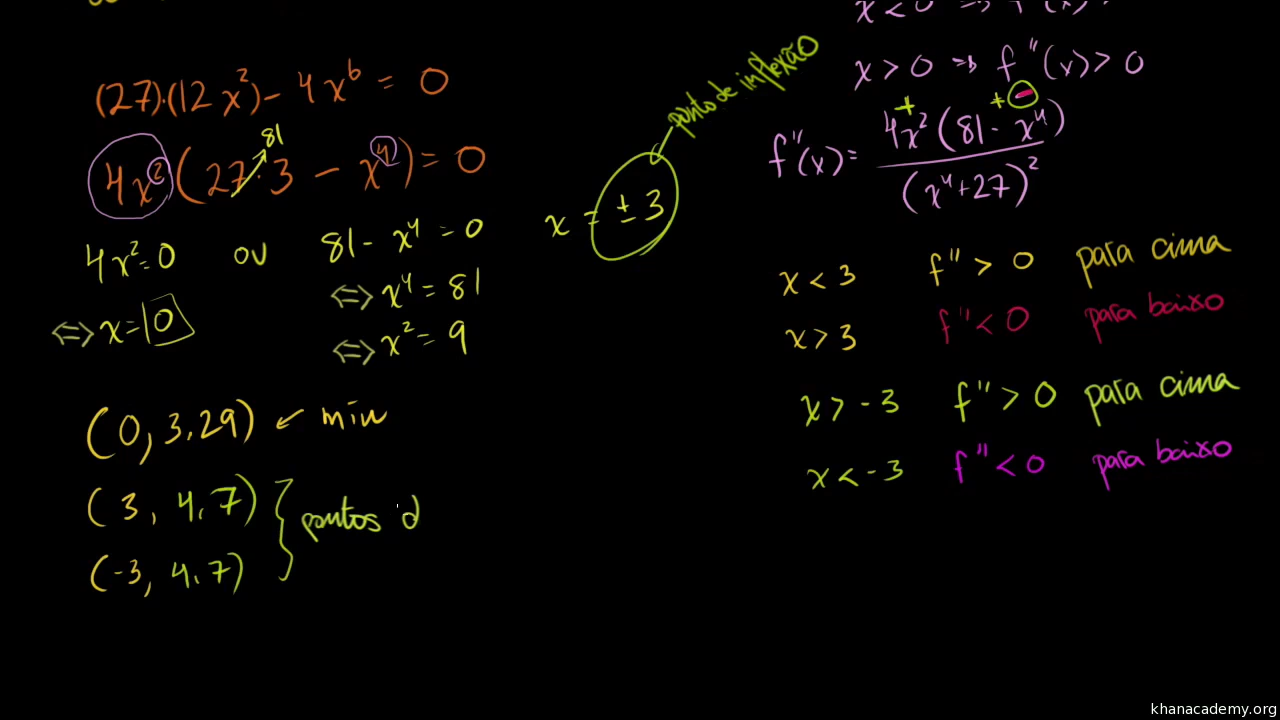 x < 0 ⇒ f''(x) >
(27)·(12x²) - 4x⁶ = 0
ponto de inflexão
x > 0 ⇒ f''(x) > 0
81
4x²(27·3 - x⁴) = 0
+ + -
f''(x) = 4x²(81 - x⁴) / (x⁴+27)²
x = ± 3
4x² = 0 ou 81 - x⁴ = 0
⇔ x⁴ = 81
⇔ x = 0
⇔ x² = 9
x < 3 f'' > 0 para cima
x > 3 f'' < 0 para baixo
x > -3 f'' > 0 para cima
x < -3 f'' < 0 para baixo
(0, 3.29) ← min
(3, 4.7)
(-3, 4.7)
pontos d
khanacademy.org